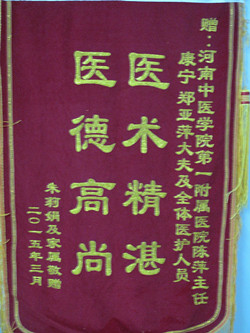 赠：河南中医学院第一附属医院陈萍主任
康宁 郑亚萍大夫及全体医护人员
医术精湛
医德高尚
朱莉娟及家属敬赠
二〇一五年三月